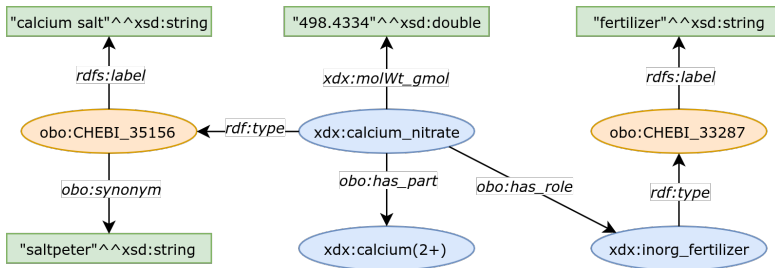 "calcium salt"^^xsd:string
"498.4334"^^xsd:double
"fertilizer"^^xsd:string
rdfs:label
xdx:molWt_gmol
rdfs:label
obo:CHEBI_35156
rdf:type
xdx:calcium_nitrate
obo:CHEBI_33287
obo:synonym
obo:has_part
obo:has_role
rdf:type
"saltpeter"^^xsd:string
xdx:calcium(2+)
xdx:inorg_fertilizer